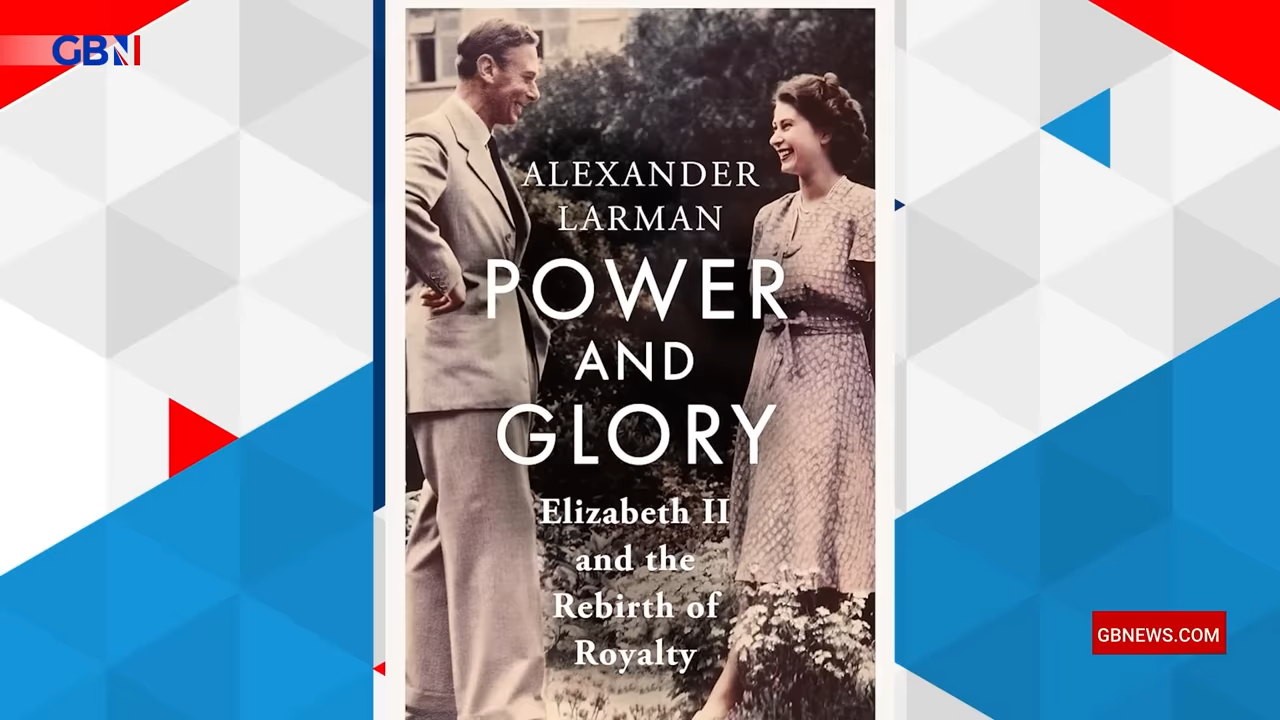 GBN
ALEXANDER
LARMAN
POWER
AND
GLORY
Elizabeth II
and the
Rebirth of
Royalty
GBNEWS.COM